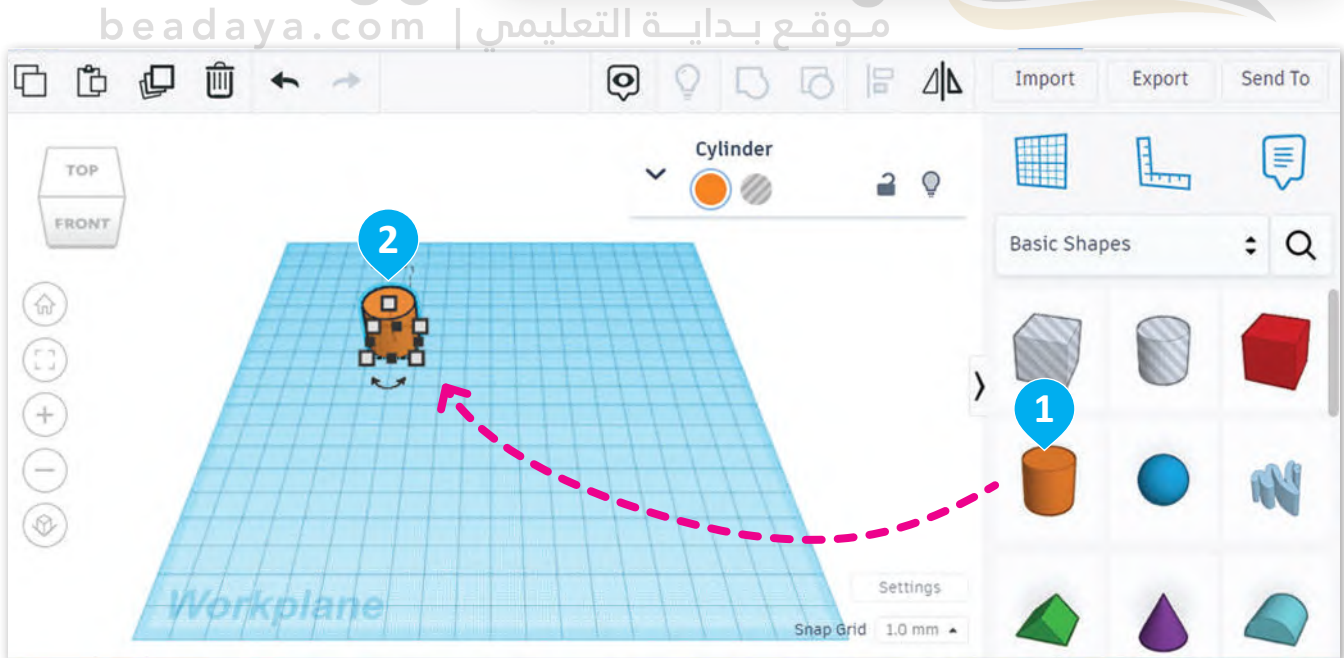 beadaya.com | موقع بداية التعليمي
Import Export Send To
TOP
FRONT
Cylinder
Basic Shapes
2
1
Workplane
Settings
Snap Grid 1.0 mm